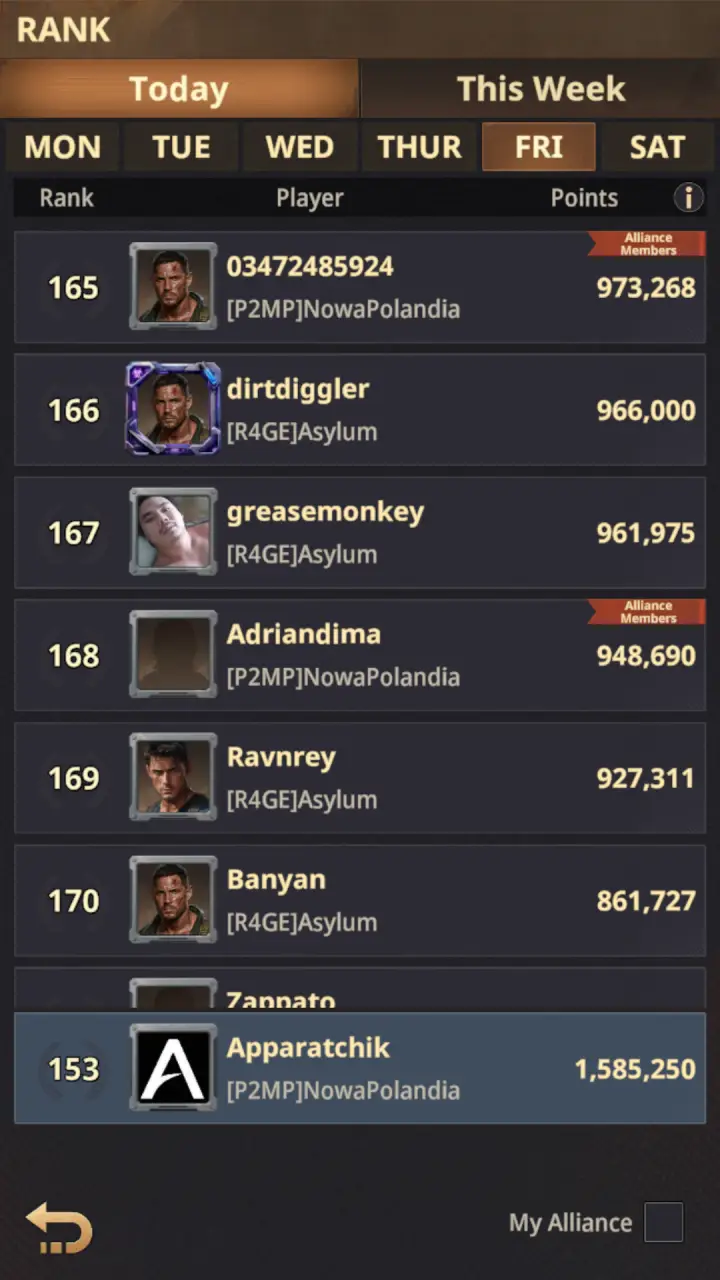 RANK
Today
This Week
MON
TUE
WED
THUR
FRI
SAT
Rank
Player
Points
i
Alliance
Members
165
03472485924
[P2MP]NowaPolandia
973,268
166
dirtdiggler
[R4GE]Asylum
966,000
167
greasemonkey
[R4GE]Asylum
961,975
Alliance
Members
168
Adriandima
[P2MP]NowaPolandia
948,690
169
Ravnrey
[R4GE]Asylum
927,311
170
Banyan
[R4GE]Asylum
861,727
Zappato
153
A
Apparatchik
[P2MP]NowaPolandia
1,585,250
My Alliance